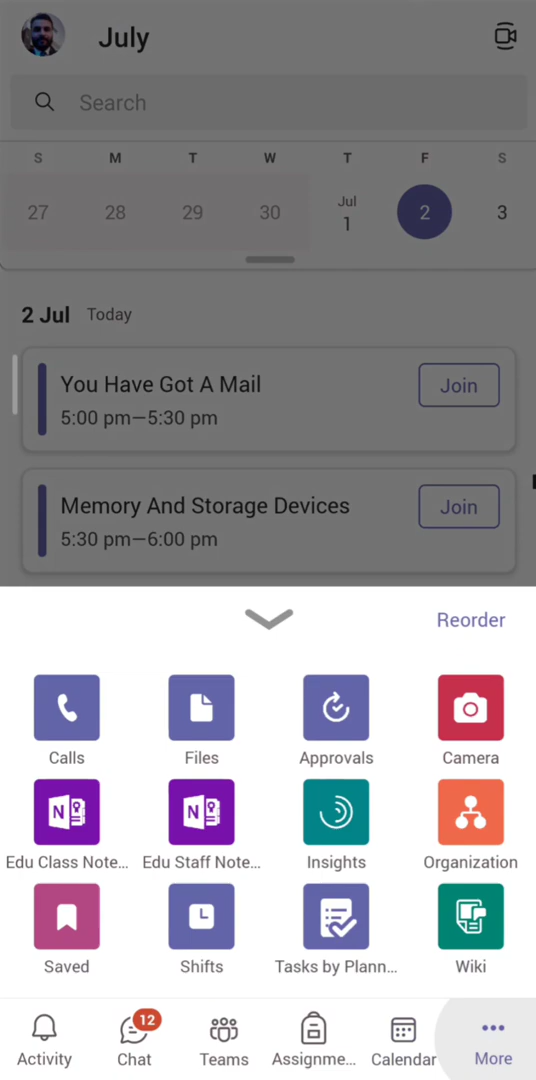 July
Search
S M T W T F S
27 28 29 30 Jul 1 2 3
2 Jul Today
You Have Got A Mail
Join
5:00 pm—5:30 pm
Memory And Storage Devices
Join
5:30 pm—6:00 pm
Reorder
Calls Files Approvals Camera
N N
Edu Class Note... Edu Staff Note... Insights Organization
Saved Shifts Tasks by Plann... Wiki
12
Activity Chat Teams Assignme... Calendar More